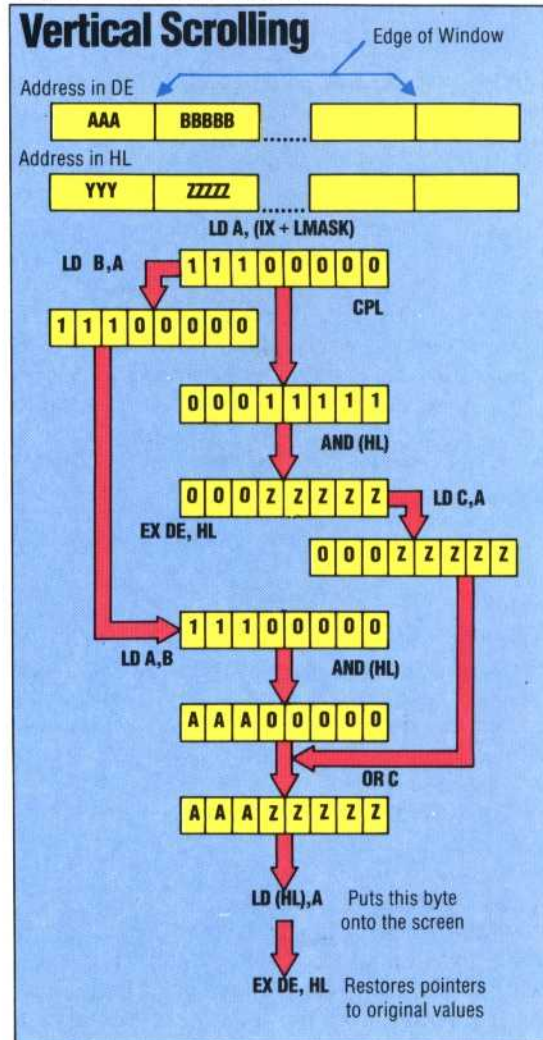 Vertical Scrolling
Edge of Window
Address in DE
AAA BBBBB ......
Address in HL
YYY ZZZZZ ......
LD A, (IX + LMASK)
LD B,A
1 1 1 0 0 0 0 0
CPL
1 1 1 0 0 0 0 0
0 0 0 1 1 1 1 1
AND (HL)
0 0 0 Z Z Z Z Z
LD C,A
EX DE, HL
0 0 0 Z Z Z Z Z
1 1 1 0 0 0 0 0
LD A,B
AND (HL)
A A A 0 0 0 0 0
OR C
A A A Z Z Z Z Z
LD (HL),A Puts this byte
onto the screen
EX DE, HL Restores pointers
to original values